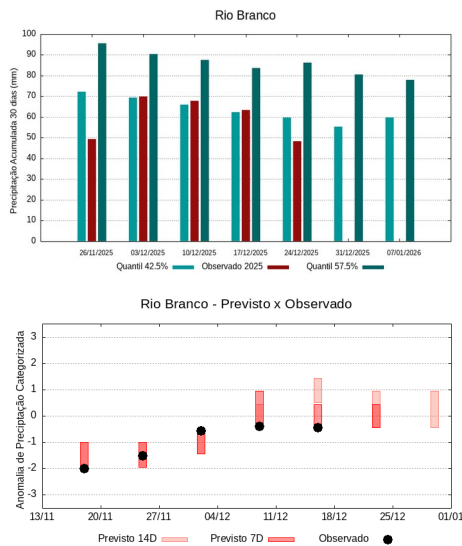 Rio Branco
Precipitação Acumulada 30 dias (mm)
100
90
80
70
60
50
40
30
20
10
0
26/11/2025 03/12/2025 10/12/2025 17/12/2025 24/12/2025 31/12/2025 07/01/2026
Quantil 42.5% Observado 2025 Quantil 57.5%
Rio Branco - Previsto x Observado
Anomalia de Precipitação Categorizada
3
2
1
0
-1
-2
-3
13/11 20/11 27/11 04/12 11/12 18/12 25/12 01/01
Previsto 14D Previsto 7D Observado